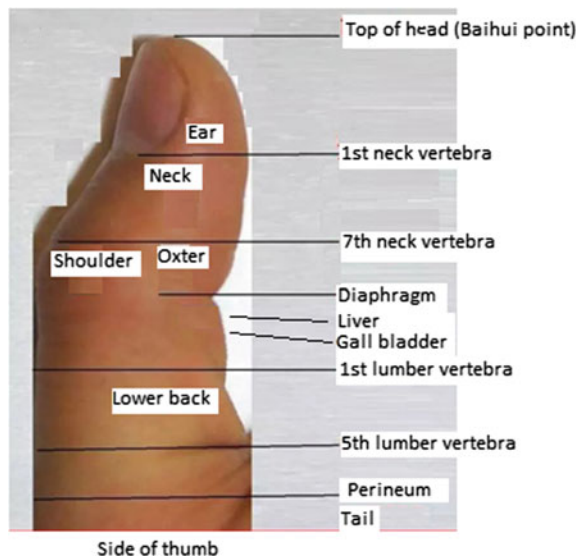 Top of head (Baihui point)
Ear
1st neck vertebra
Neck
7th neck vertebra
Shoulder
Oxter
Diaphragm
Liver
Gall bladder
1st lumber vertebra
Lower back
5th lumber vertebra
Perineum
Tail
Side of thumb